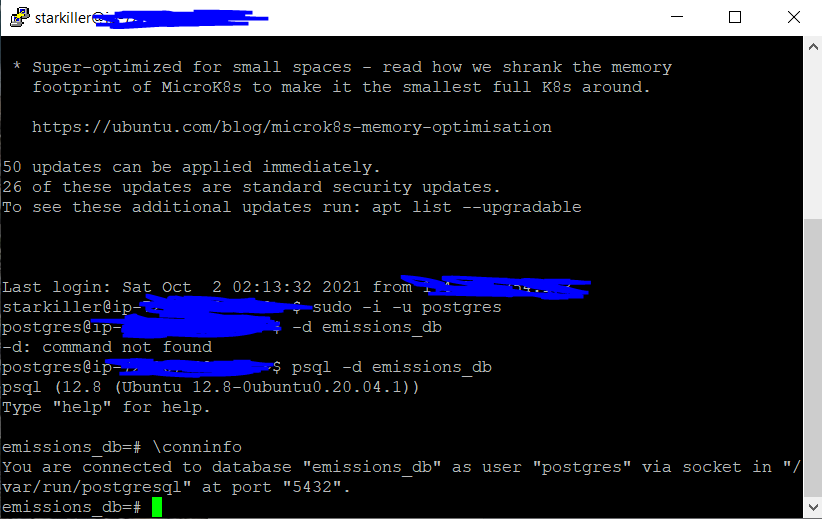 starkiller@
* Super-optimized for small spaces - read how we shrank the memory
footprint of MicroK8s to make it the smallest full K8s around.
https://ubuntu.com/blog/microk8s-memory-optimisation
50 updates can be applied immediately.
26 of these updates are standard security updates.
To see these additional updates run: apt list --upgradable
Last login: Sat Oct  2 02:13:32 2021 from
starkiller@ip- $ sudo -i -u postgres
postgres@ip- $ -d emissions_db
-d: command not found
postgres@ip- $ psql -d emissions_db
psql (12.8 (Ubuntu 12.8-0ubuntu0.20.04.1))
Type "help" for help.
emissions_db=# \conninfo
You are connected to database "emissions_db" as user "postgres" via socket in "/
var/run/postgresql" at port "5432".
emissions_db=#